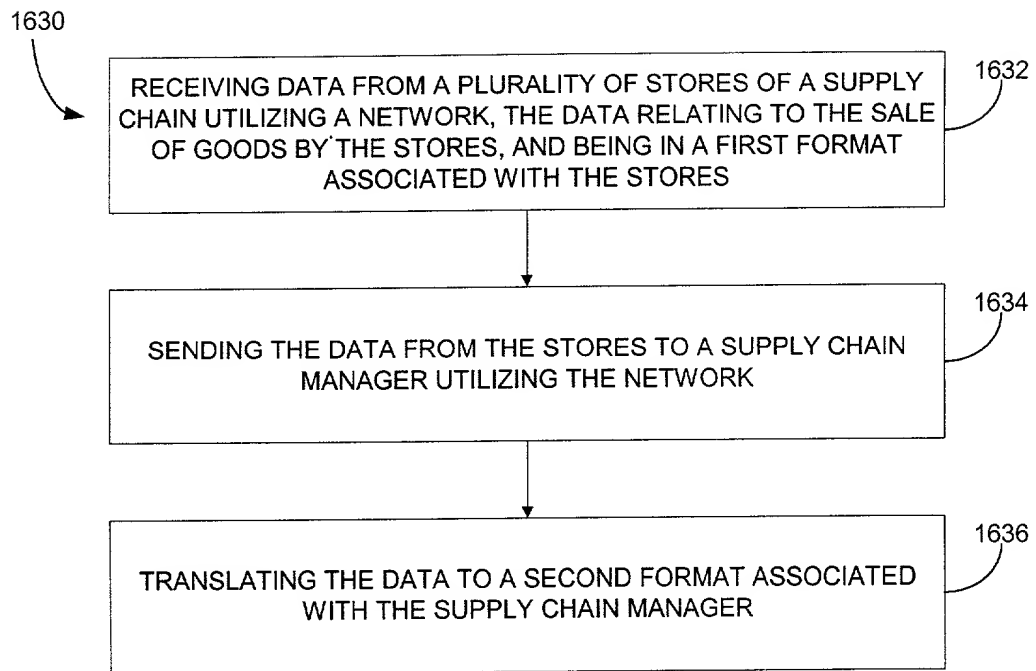 1630
RECEIVING DATA FROM A PLURALITY OF STORES OF A SUPPLY
CHAIN UTILIZING A NETWORK, THE DATA RELATING TO THE SALE
OF GOODS BY THE STORES, AND BEING IN A FIRST FORMAT
ASSOCIATED WITH THE STORES
1632
SENDING THE DATA FROM THE STORES TO A SUPPLY CHAIN
MANAGER UTILIZING THE NETWORK
1634
TRANSLATING THE DATA TO A SECOND FORMAT ASSOCIATED
WITH THE SUPPLY CHAIN MANAGER
1636